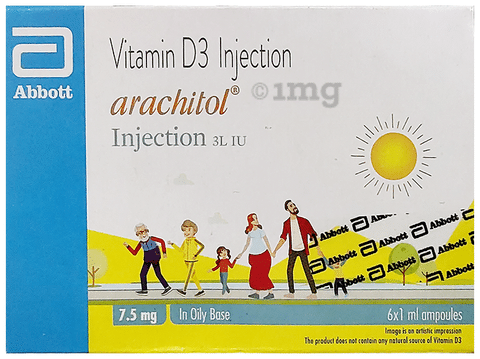 Vitamin D3 Injection
Abbott
arachitol®
©1mg
Injection 3L IU
Abbott
Abbott
Abbott
Abbott
Abbott
Abbott
7.5 mg
In Oily Base
6x1 ml ampoules
Image is an artistic impression
The product does not contain any natural source of Vitamin D3